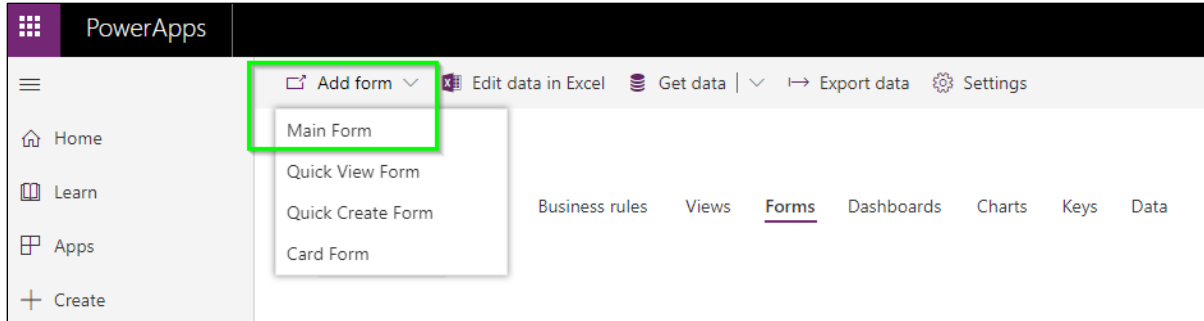 PowerApps
Add form Edit data in Excel Get data Export data Settings
Main Form
Home
Quick View Form
Learn
Quick Create Form
Business rules Views Forms Dashboards Charts Keys Data
Apps
Card Form
Create